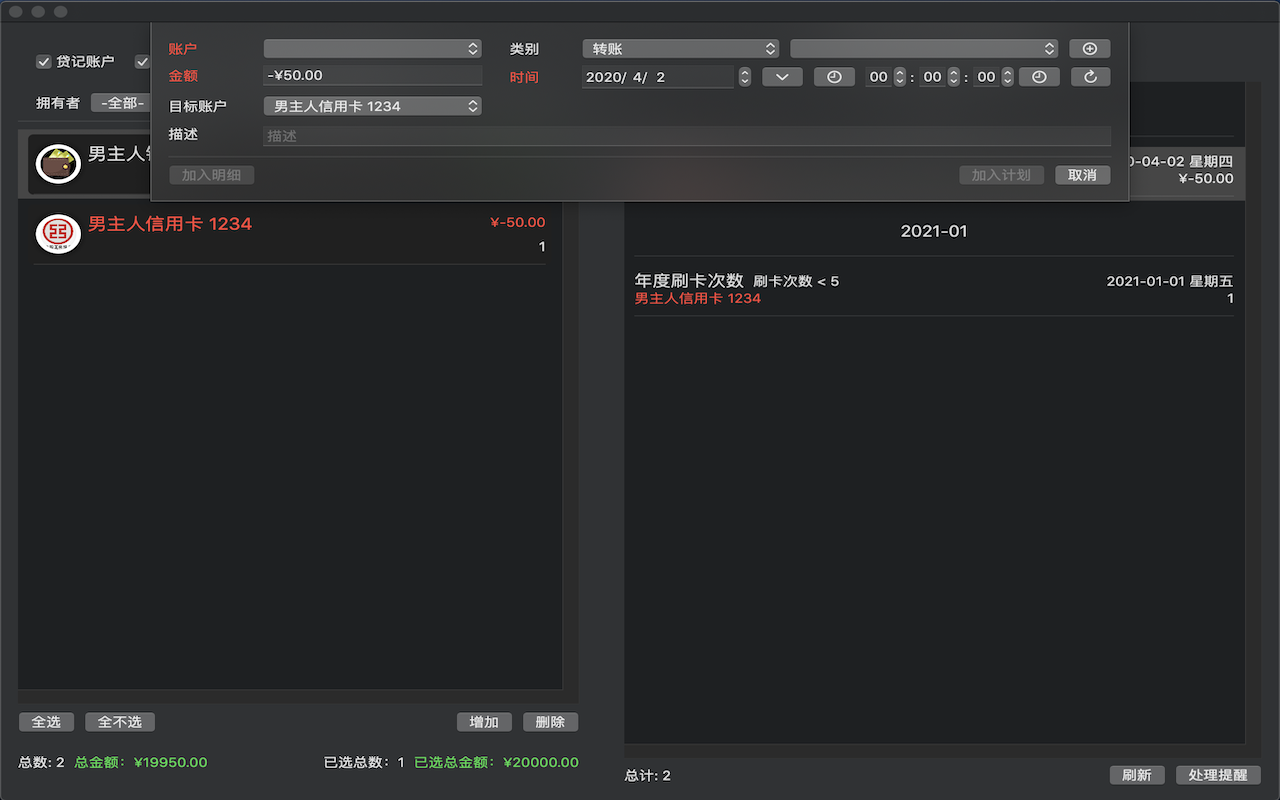 账户
类别 转账
金额 -¥50.00
时间 2020/ 4/ 2 00 : 00 : 00
目标账户 男主人信用卡 1234
描述 描述
加入明细 加入计划 取消
贷记账户
拥有者 -全部-
男主人
男主人信用卡 1234 ¥-50.00
1
-04-02 星期四
¥-50.00
2021-01
年度刷卡次数 刷卡次数 < 5 2021-01-01 星期五
男主人信用卡 1234 1
全选 全不选 增加 删除
总数: 2 总金额: ¥19950.00 已选总数: 1 已选总金额: ¥20000.00
总计: 2 刷新 处理提醒